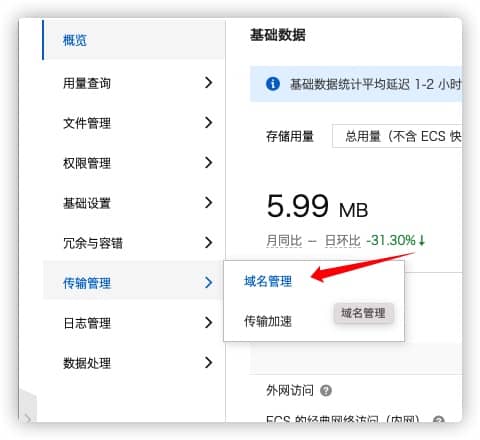 概览
用量查询
文件管理
权限管理
基础设置
冗余与容错
传输管理
日志管理
数据处理
域名管理
传输加速
域名管理
基础数据
基础数据统计平均延迟 1-2 小时
存储用量
总用量（不含 ECS 快
5.99 MB
月同比 — 日环比 -31.30%↓
外网访问
ECS 的经典网络访问（内网）